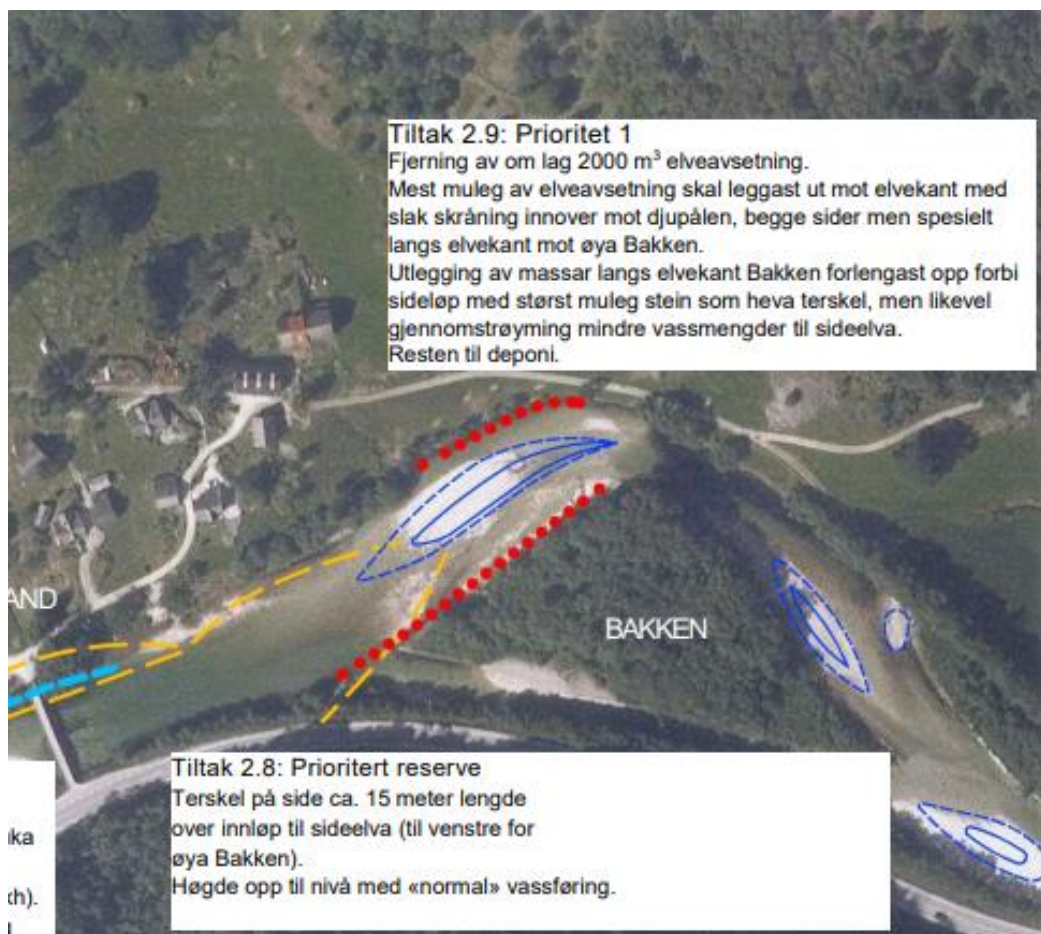 Tiltak 2.9: Prioritet 1
Fjerning av om lag 2000 m³ elveavsetning.
Mest muleg av elveavsetning skal leggast ut mot elvekant med
slak skråning innover mot djupålen, begge sider men spesielt
langs elvekant mot øya Bakken.
Utlegging av massar langs elvekant Bakken forlengast opp forbi
sideløp med størst muleg stein som heva terskel, men likevel
gjennomstrøyming mindre vassmengder til sideelva.
Resten til deponi.
AND
BAKKEN
Tiltak 2.8: Prioritert reserve
Terskel på side ca. 15 meter lengde
over innløp til sideelva (til venstre for
øya Bakken).
Høgde opp til nivå med «normal» vassføring.
ka